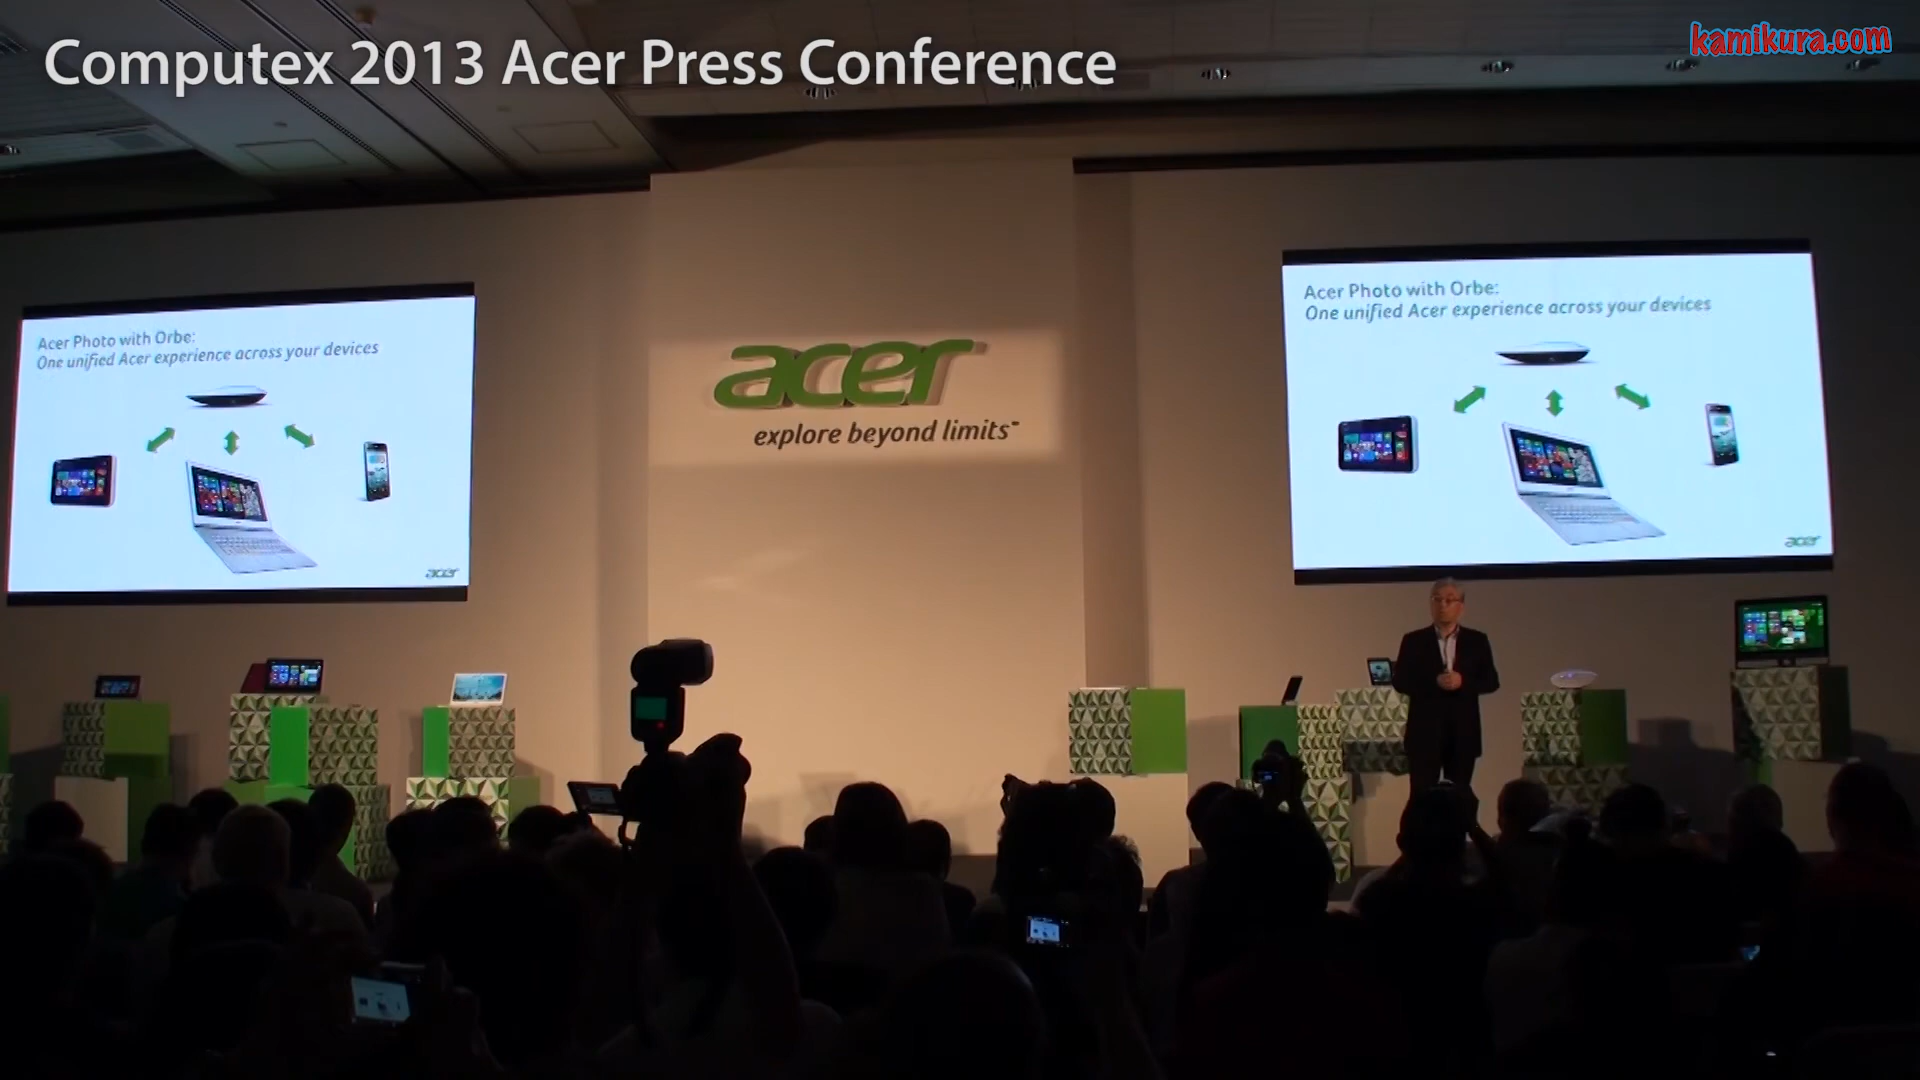 Computex 2013 Acer Press Conference
kamikura.com
Acer Photo with Orbe:
One unified Acer experience across your devices
acer
acer
explore beyond limits™
Acer Photo with Orbe:
One unified Acer experience across your devices
acer